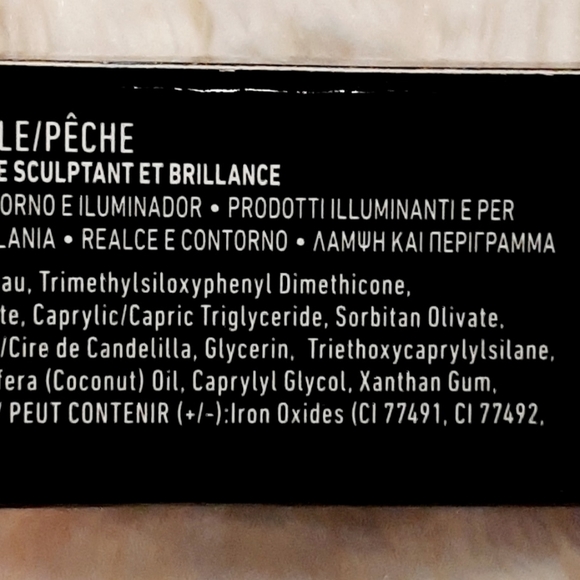 LE/PÊCHE
E SCULPTANT ET BRILLANCE
ORNO E ILUMINADOR • PRODOTTI ILLUMINANTI E PER
LANIA • REALCE E CONTORNO • ΛΑΜΨΗ ΚΑΙ ΠΕΡΙΓΡΑΜΜΑ
au, Trimethylsiloxyphenyl Dimethicone,
te, Caprylic/Capric Triglyceride, Sorbitan Olivate,
/Cire de Candelilla, Glycerin, Triethoxycaprylylsilane,
fera (Coconut) Oil, Caprylyl Glycol, Xanthan Gum,
/ PEUT CONTENIR (+/-):Iron Oxides (CI 77491, CI 77492,